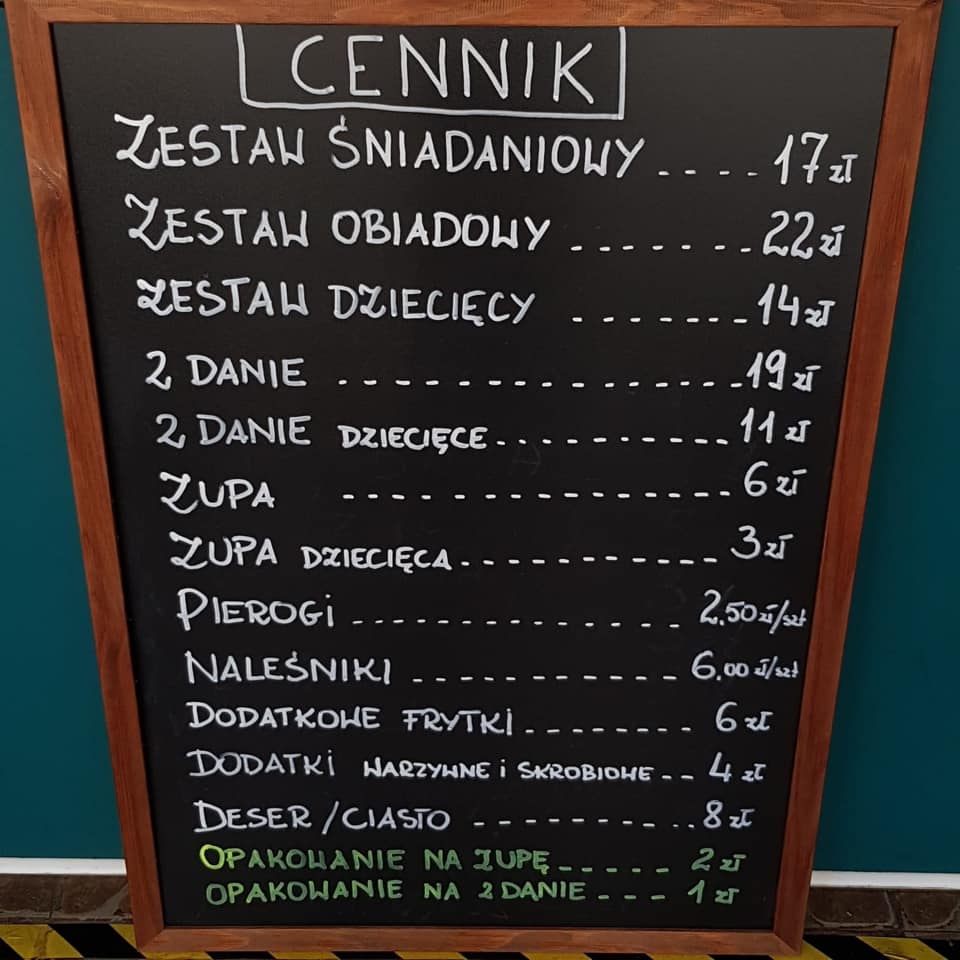 CENNIK
ZESTAW ŚNIADANIOWY .... 17 zł
ZESTAW OBIADOWY ....... 22 zł
ZESTAW DZIECIĘCY ....... 14 zł
2 DANIE ............... 19 zł
2 DANIE DZIECIĘCE ........... 11 zł
ZUPA .............. 6 zł
ZUPA DZIECIĘCA ........... 3 zł
PIEROGI .............. 2.50 zł/szt
NALEŚNIKI ........... 6.00 zł/szt
DODATKOWE FRYTKI ......... 6 zł
DODATKI WARZYWNE i SKROBIOWE .... 4 zł
DESER /CIASTO ........... 8 zł
OPAKOWANIE NA ZUPĘ ...... 2 zł
OPAKOWANIE NA 2 DANIE .... 1 zł